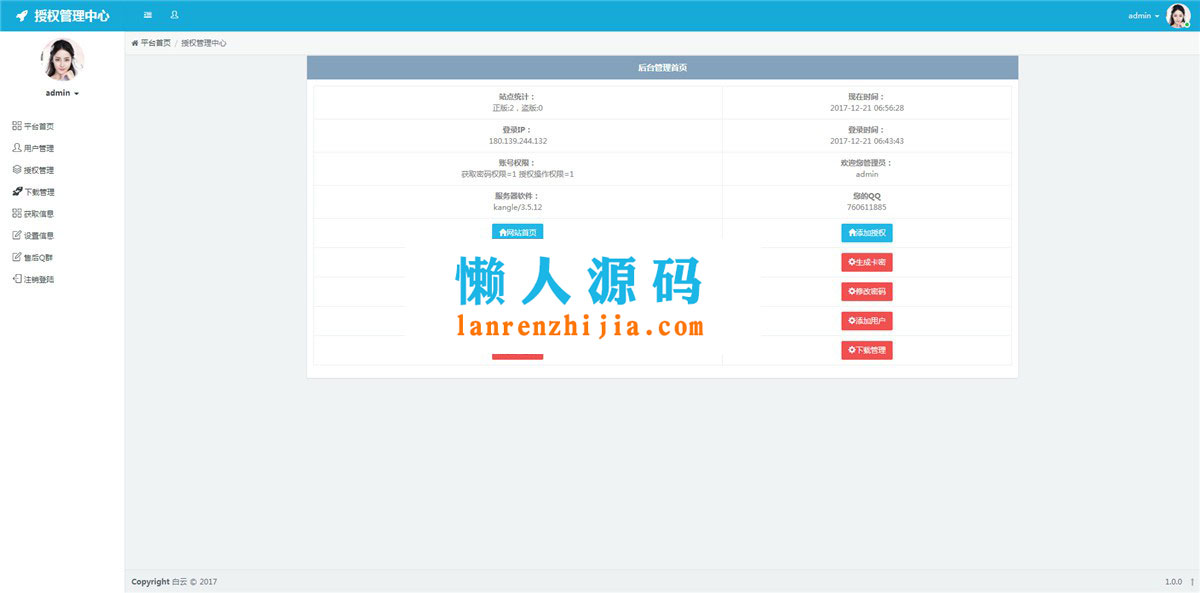 授权管理中心
admin
平台首页 / 授权管理中心
admin
平台首页
用户管理
授权管理
下载管理
获取信息
设置信息
售后Q群
注销登陆
后台管理首页
站点统计：
正版:2，盗版:0
现在时间：
2017-12-21 06:56:28
登录IP：
180.139.244.132
登录时间：
2017-12-21 06:43:43
账号权限：
获取密码权限=1 授权操作权限=1
欢迎您管理员：
admin
服务器软件：
kangle/3.5.12
您的QQ
760611885
网站首页
添加授权
生成卡密
修改密码
添加用户
下载管理
懒人源码
lanrenzhijia.com
Copyright 白云 © 2017
1.0.0